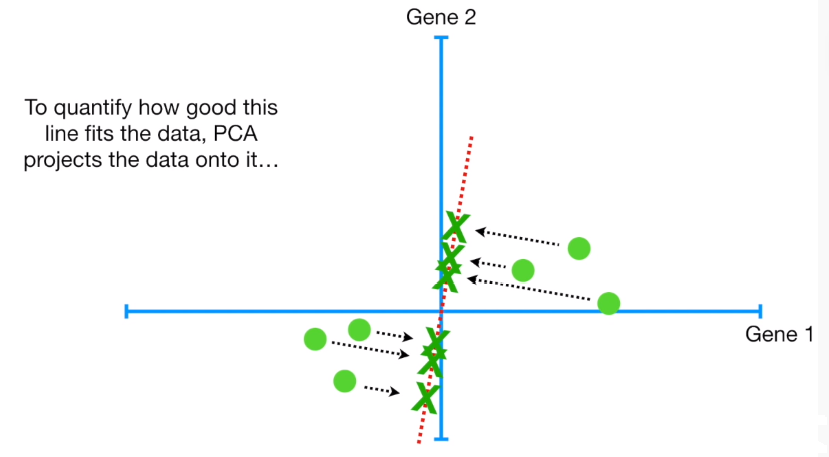 Gene 2
To quantify how good this
line fits the data, PCA
projects the data onto it...
Gene 1